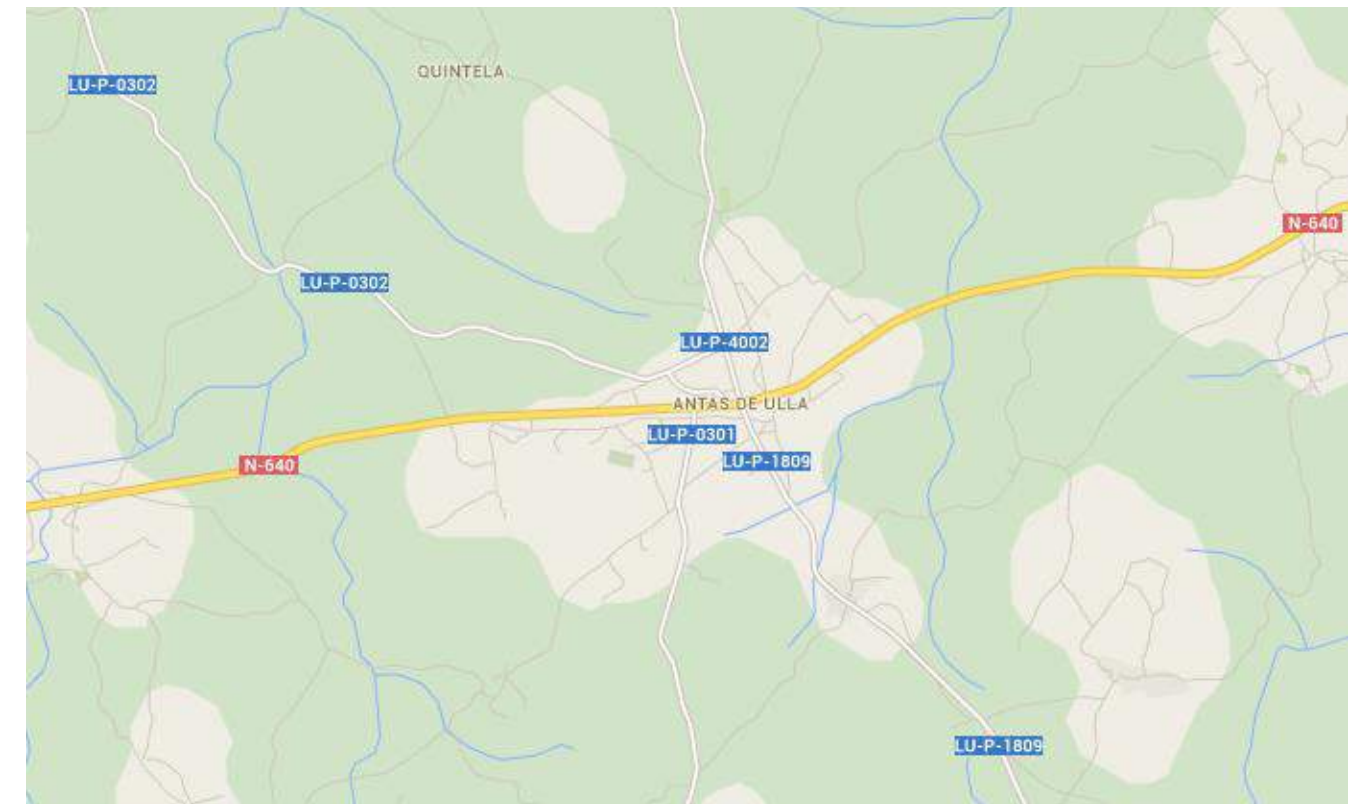 QUINTELA
LU-P-0302
N-640
LU-P-0302
LU-P-4002
ANTAS DE ULLA
LU-P-0301
LU-P-1809
N-640
LU-P-1809